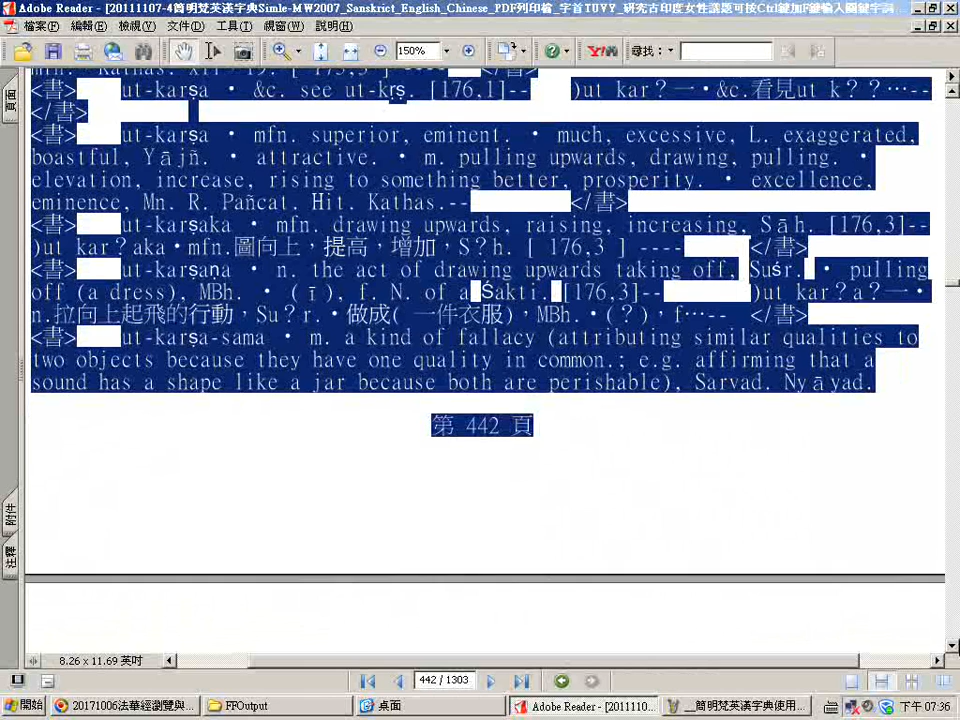 Adobe Reader - [20111107-4簡明梵英漢字典Simle-MW2007_Sanskrict_English_Chinese_PDF列印檔_字首TUVY_研究古印度女性議題可按Ctrl鍵加F鍵輸入關鍵字詞...
檔案(F) 編輯(E) 檢視(V) 文件(D) 工具(T) 視窗(W) 說明(H)
150% Y! 尋找：
頁面
<書> ut-karṣa ‧ &c. see ut-kṛṣ. [176,1]-- )ut kar？一‧&c.看見ut k？？…--
</書>
<書> ut-karṣa ‧ mfn. superior, eminent. ‧ much, excessive, L. exaggerated,
boastful, Yājñ. ‧ attractive. ‧ m. pulling upwards, drawing, pulling. ‧
elevation, increase, rising to something better, prosperity. ‧ excellence,
eminence, Mn. R. Pañcat. Hit. Kathas.-- </書>
<書> ut-karṣaka ‧ mfn. drawing upwards, raising, increasing, Sāh. [176,3]--
)ut kar？aka‧mfn.圖向上，提高，增加，S？h. [ 176,3 ] ---- </書>
<書> ut-karṣaṇa ‧ n. the act of drawing upwards taking off, Suśr. ‧ pulling
off (a dress), MBh. ‧ (ī), f. N. of a Śakti. [176,3]-- )ut kar？a？一‧
n.拉向上起飛的行動，Su？r.‧做成( 一件衣服)，MBh.‧(？)，f…-- </書>
<書> ut-karṣa-sama ‧ m. a kind of fallacy (attributing similar qualities to
two objects because they have one quality in common.; e.g. affirming that a
sound has a shape like a jar because both are perishable), Sarvad. Nyāyad.
第 442 頁
附件
注釋
8.26 x 11.69 英吋
442 / 1303
開始 20171006法華經瀏覽與... FFOutput 桌面 Adobe Reader - [2011110... __簡明梵英漢字典使用... 下午 07:36